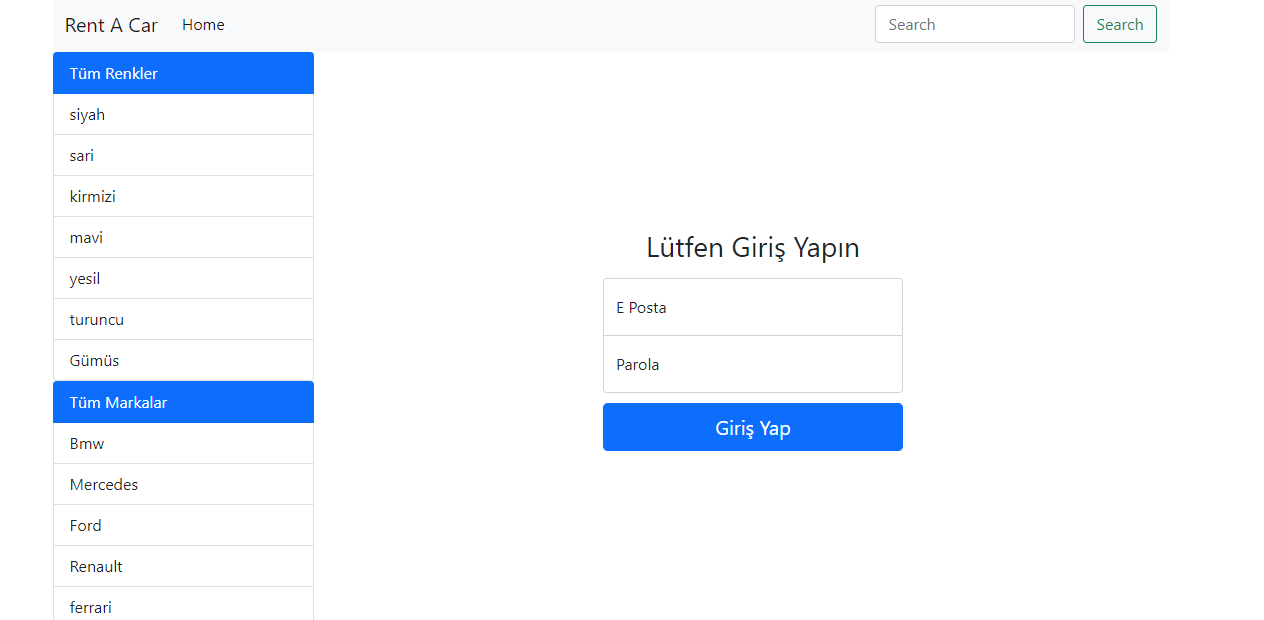 Rent A Car Home Search Search
Tüm Renkler
siyah
sari
kirmizi
mavi
yesil
turuncu
Gümüs
Tüm Markalar
Bmw
Mercedes
Ford
Renault
ferrari
Lütfen Giriş Yapın
E Posta
Parola
Giriş Yap